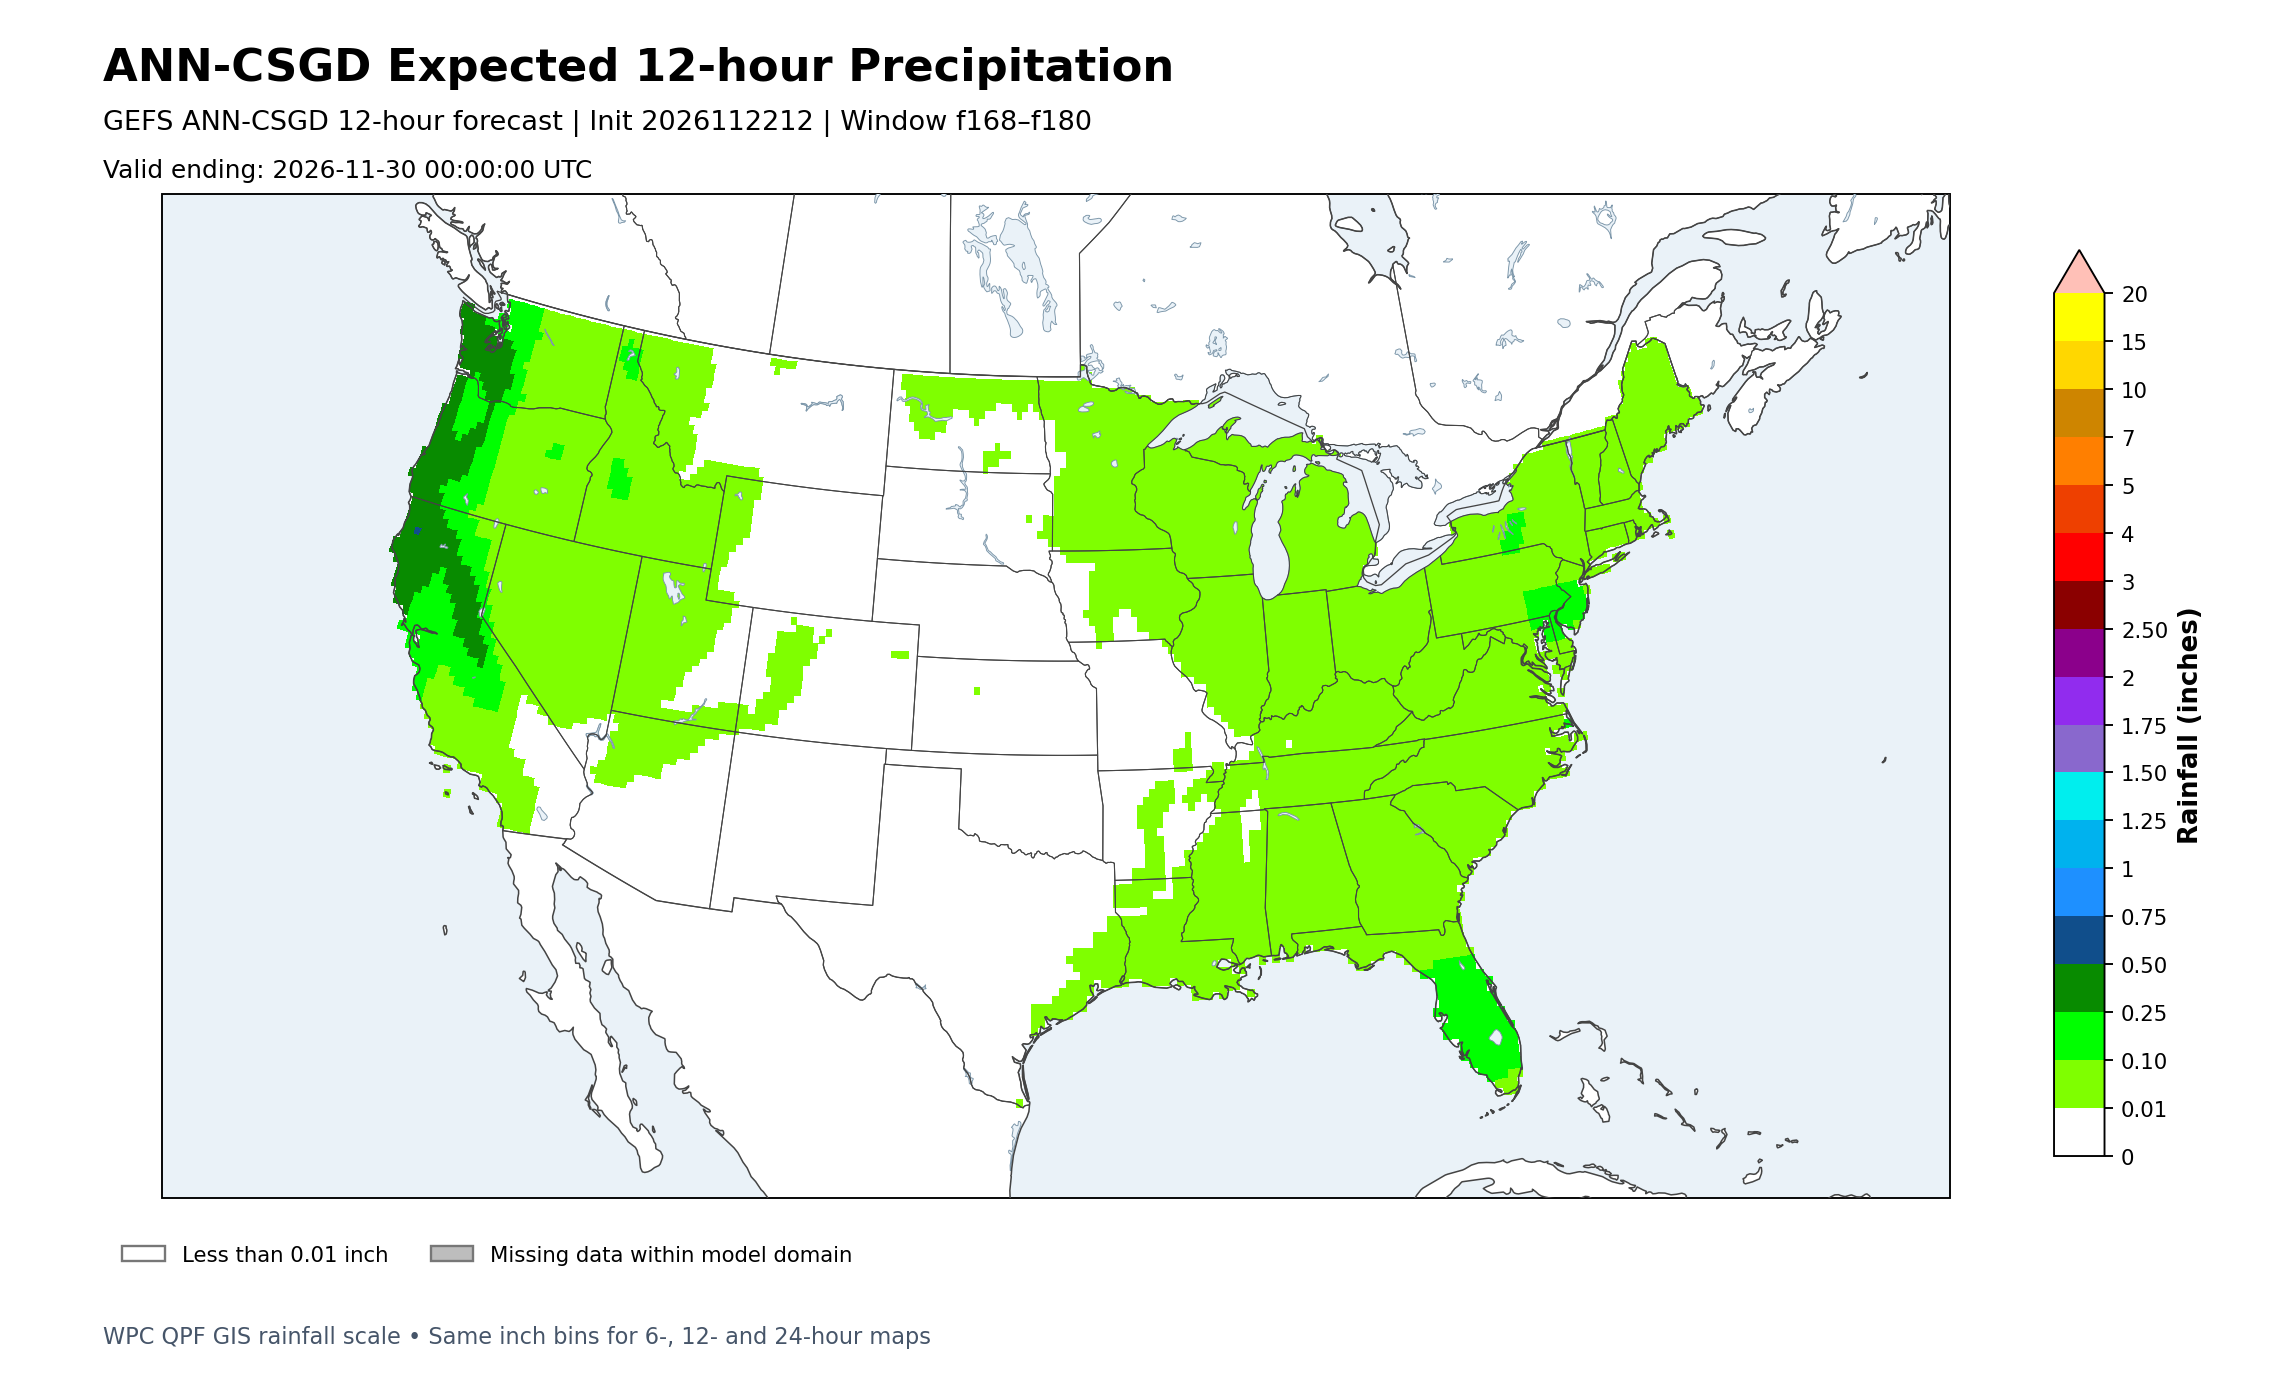 ANN-CSGD Expected 12-hour Precipitation
GEFS ANN-CSGD 12-hour forecast | Init 2026112212 | Window f168–f180
Valid ending: 2026-11-30 00:00:00 UTC
20
15
10
7
5
4
3
2.50
2
1.75
1.50
1.25
1
0.75
0.50
0.25
0.10
0.01
0
Rainfall (inches)
Less than 0.01 inch
Missing data within model domain
WPC QPF GIS rainfall scale • Same inch bins for 6-, 12- and 24-hour maps